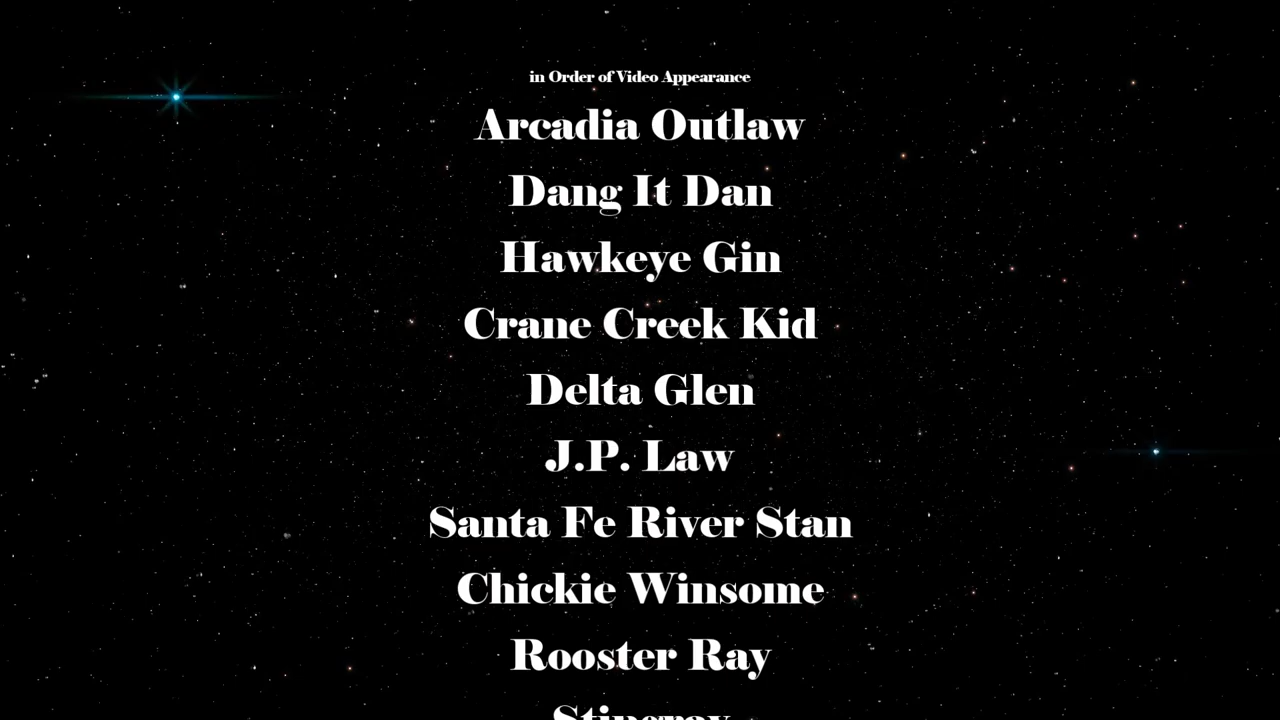 in Order of Video Appearance
Arcadia Outlaw
Dang It Dan
Hawkeye Gin
Crane Creek Kid
Delta Glen
J.P. Law
Santa Fe River Stan
Chickie Winsome
Rooster Ray